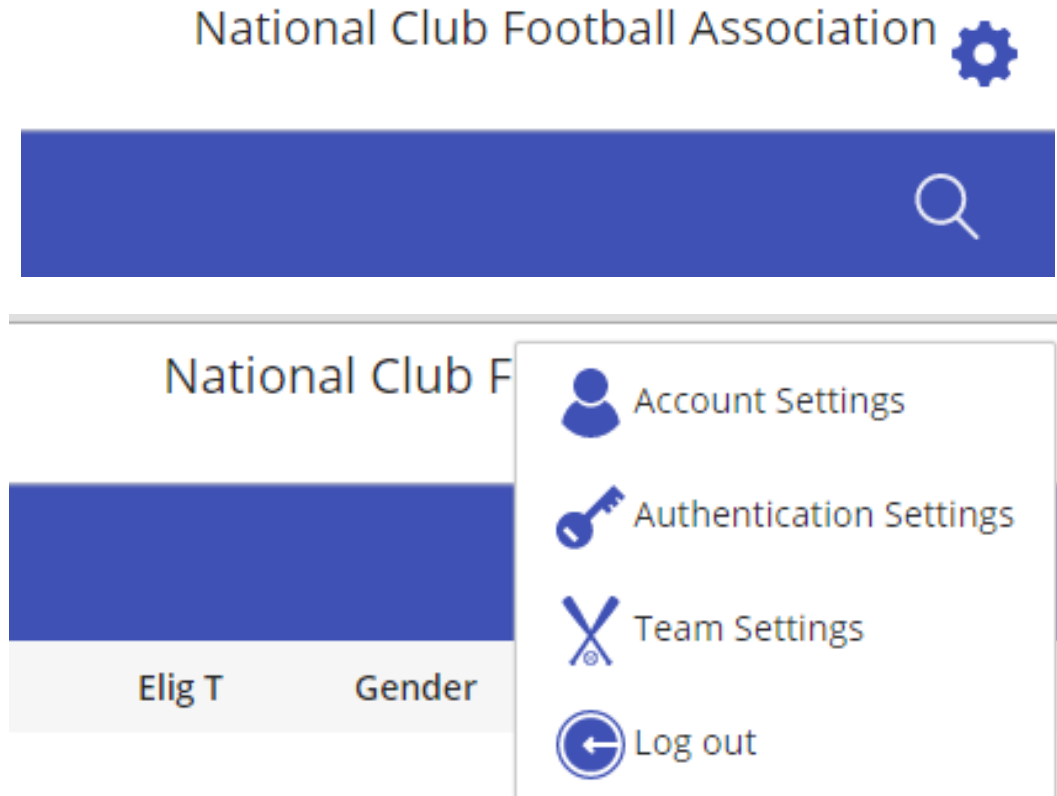 National Club Football Association
National Club F
Account Settings
Authentication Settings
Team Settings
Elig T Gender
Log out